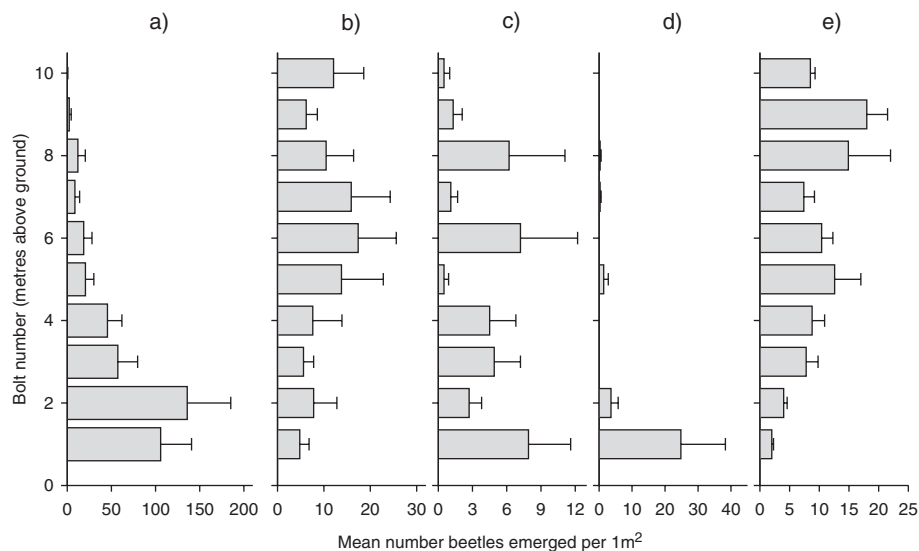 a) b) c) d) e)
Bolt number (metres above ground)
10
8
6
4
2
0
0 50 100 150 200 0 10 20 30 0 3 6 9 12 0 10 20 30 40 0 5 10 15 20 25
Mean number beetles emerged per 1m²